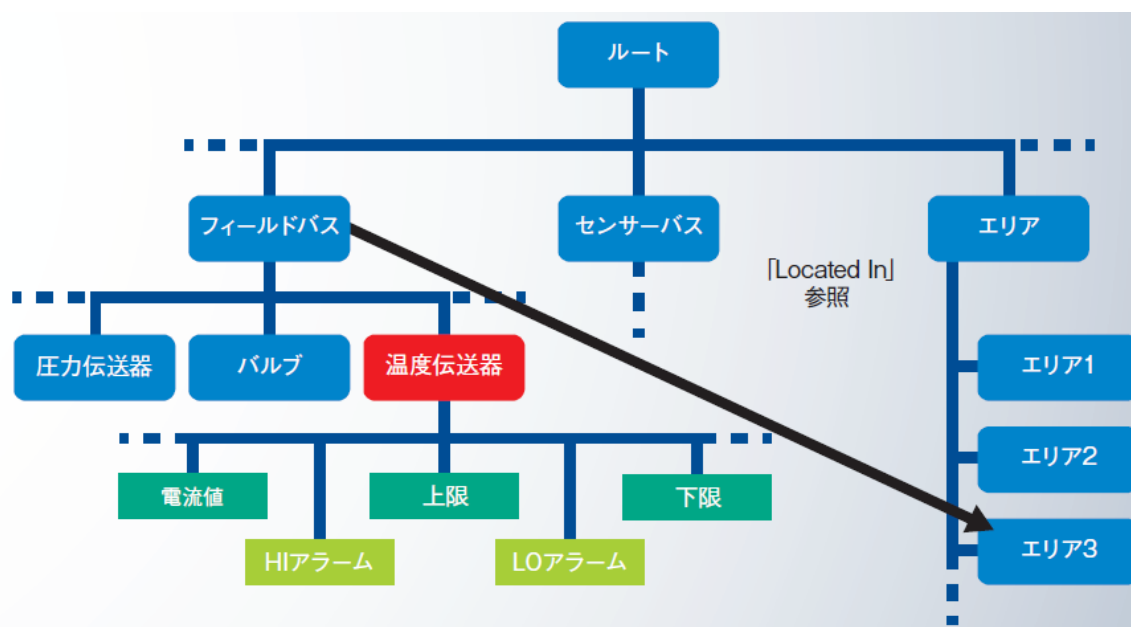 ルート
フィールドバス
センサーバス
エリア
「Located In」
参照
圧力伝送器
バルブ
温度伝送器
エリア1
エリア2
エリア3
電流値
上限
下限
HIアラーム
LOアラーム